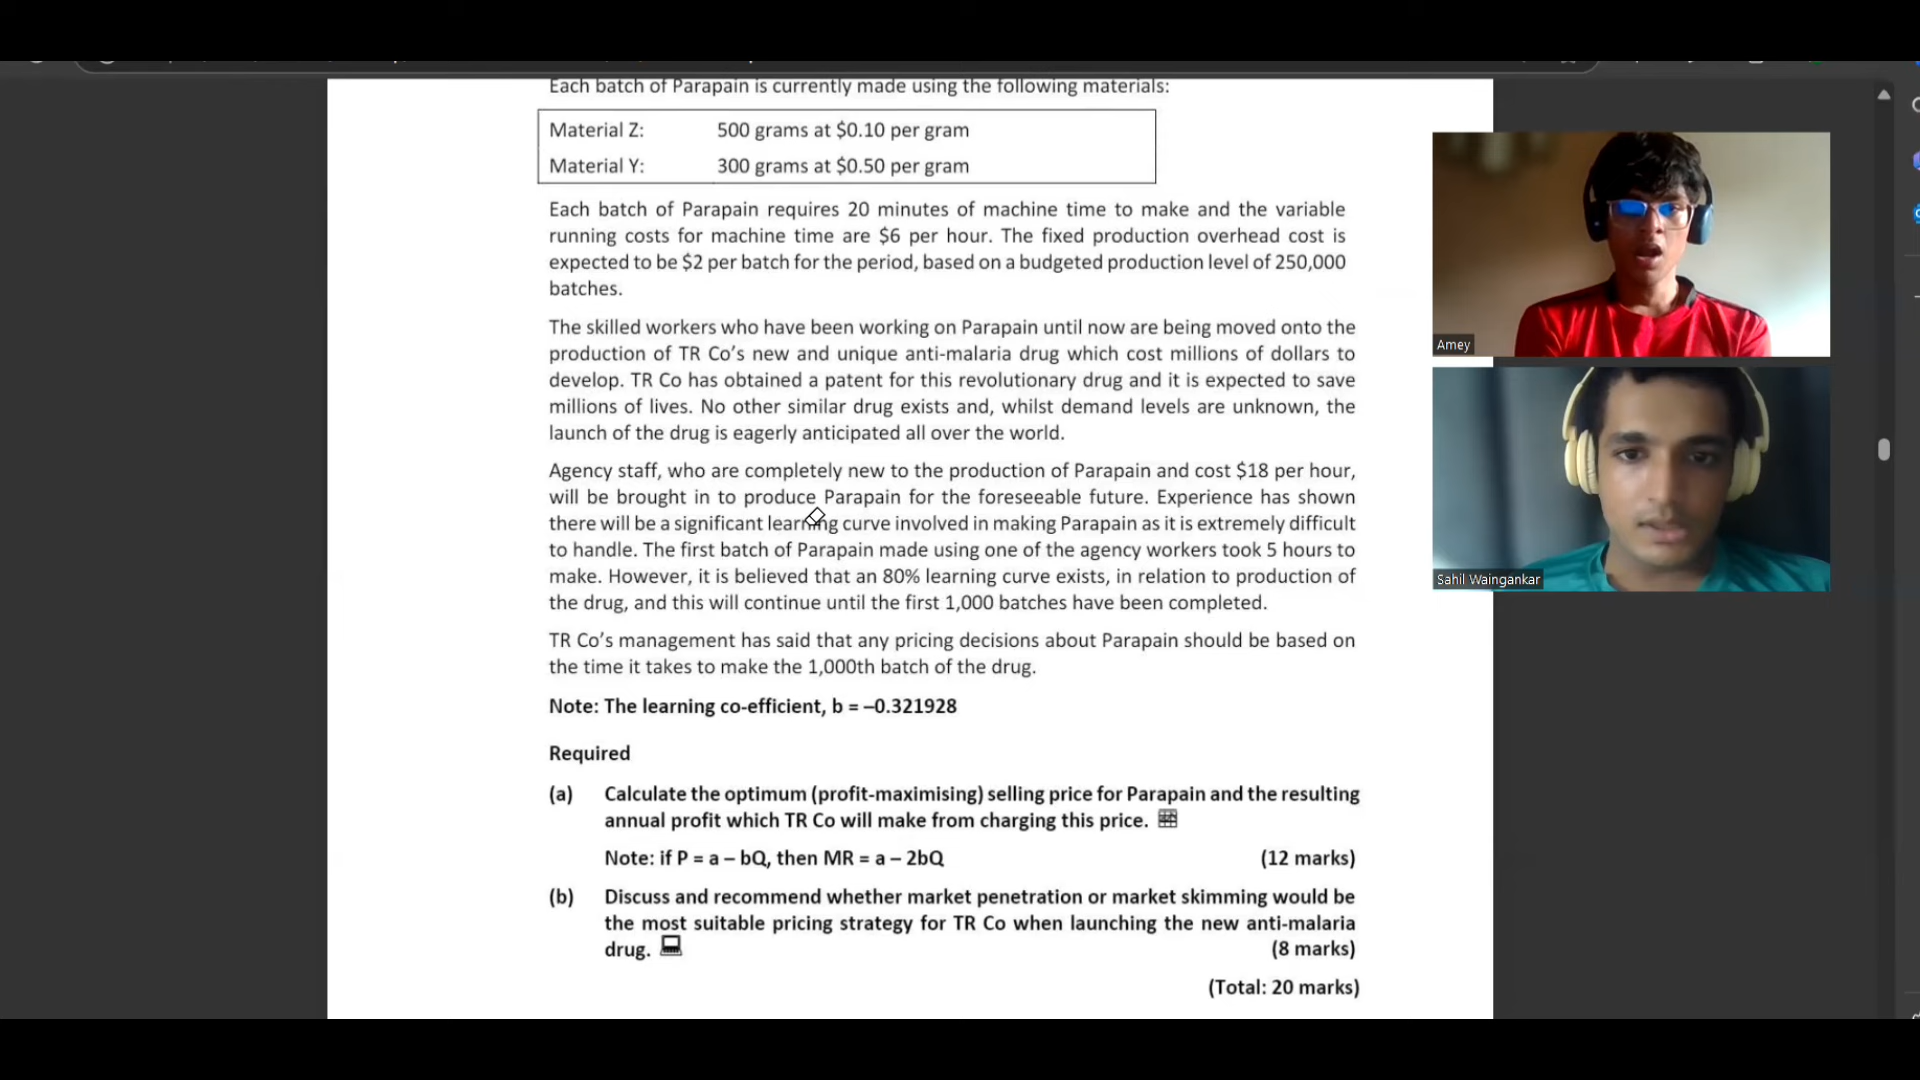 Each batch of Parapain is currently made using the following materials:
Material Z: 500 grams at $0.10 per gram
Material Y: 300 grams at $0.50 per gram
Each batch of Parapain requires 20 minutes of machine time to make and the variable
running costs for machine time are $6 per hour. The fixed production overhead cost is
expected to be $2 per batch for the period, based on a budgeted production level of 250,000
batches.
The skilled workers who have been working on Parapain until now are being moved onto the
production of TR Co's new and unique anti-malaria drug which cost millions of dollars to
develop. TR Co has obtained a patent for this revolutionary drug and it is expected to save
millions of lives. No other similar drug exists and, whilst demand levels are unknown, the
launch of the drug is eagerly anticipated all over the world.
Agency staff, who are completely new to the production of Parapain and cost $18 per hour,
will be brought in to produce Parapain for the foreseeable future. Experience has shown
there will be a significant learning curve involved in making Parapain as it is extremely difficult
to handle. The first batch of Parapain made using one of the agency workers took 5 hours to
make. However, it is believed that an 80% learning curve exists, in relation to production of
the drug, and this will continue until the first 1,000 batches have been completed.
TR Co's management has said that any pricing decisions about Parapain should be based on
the time it takes to make the 1,000th batch of the drug.
Note: The learning co-efficient, b = –0.321928
Required
(a) Calculate the optimum (profit-maximising) selling price for Parapain and the resulting
annual profit which TR Co will make from charging this price.
Note: if P = a – bQ, then MR = a – 2bQ (12 marks)
(b) Discuss and recommend whether market penetration or market skimming would be
the most suitable pricing strategy for TR Co when launching the new anti-malaria
drug. (8 marks)
(Total: 20 marks)
Amey
Sahil Waingankar